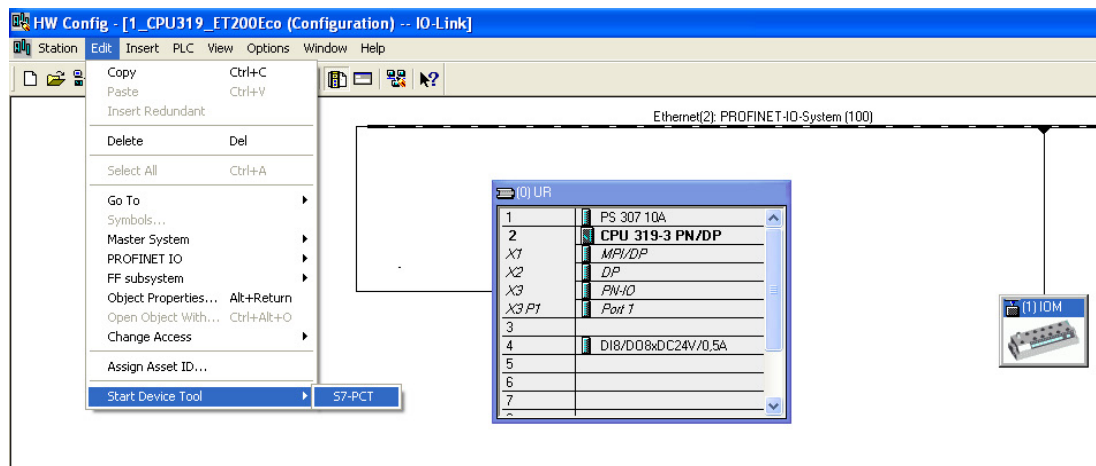 HW Config - [1_CPU319_ET200Eco (Configuration) -- IO-Link]
Station Edit Insert PLC View Options Window Help
Copy Ctrl+C
Paste Ctrl+V
Insert Redundant
Delete Del
Select All Ctrl+A
Go To
Symbols...
Master System
PROFINET IO
FF subsystem
Object Properties... Alt+Return
Open Object With... Ctrl+Alt+O
Change Access
Assign Asset ID...
Start Device Tool
S7-PCT
Ethernet(2): PROFINET-IO-System (100)
(0) UR
1 PS 307 10A
2 CPU 319-3 PN/DP
X1 MPI/DP
X2 DP
X3 PN-IO
X3 P1 Port 1
3
4 DI8/DO8xDC24V/0,5A
5
6
7
(1) IOM